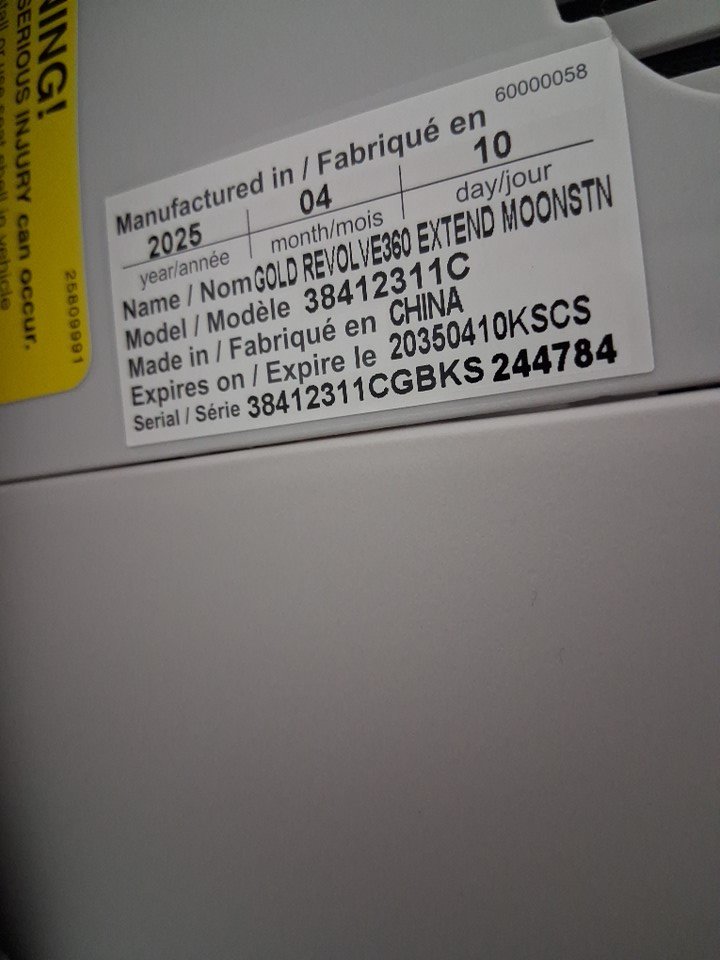 NING!
SERIOUS INJURY can occur.
25809991
60000058
Manufactured in / Fabriqué en
2025 04 10
year/année month/mois day/jour
Name / Nom GOLD REVOLVE360 EXTEND MOONSTN
Model / Modèle 38412311C
Made in / Fabriqué en CHINA
Expires on / Expire le 20350410KSCS
Serial / Série 38412311CGBKS 244784